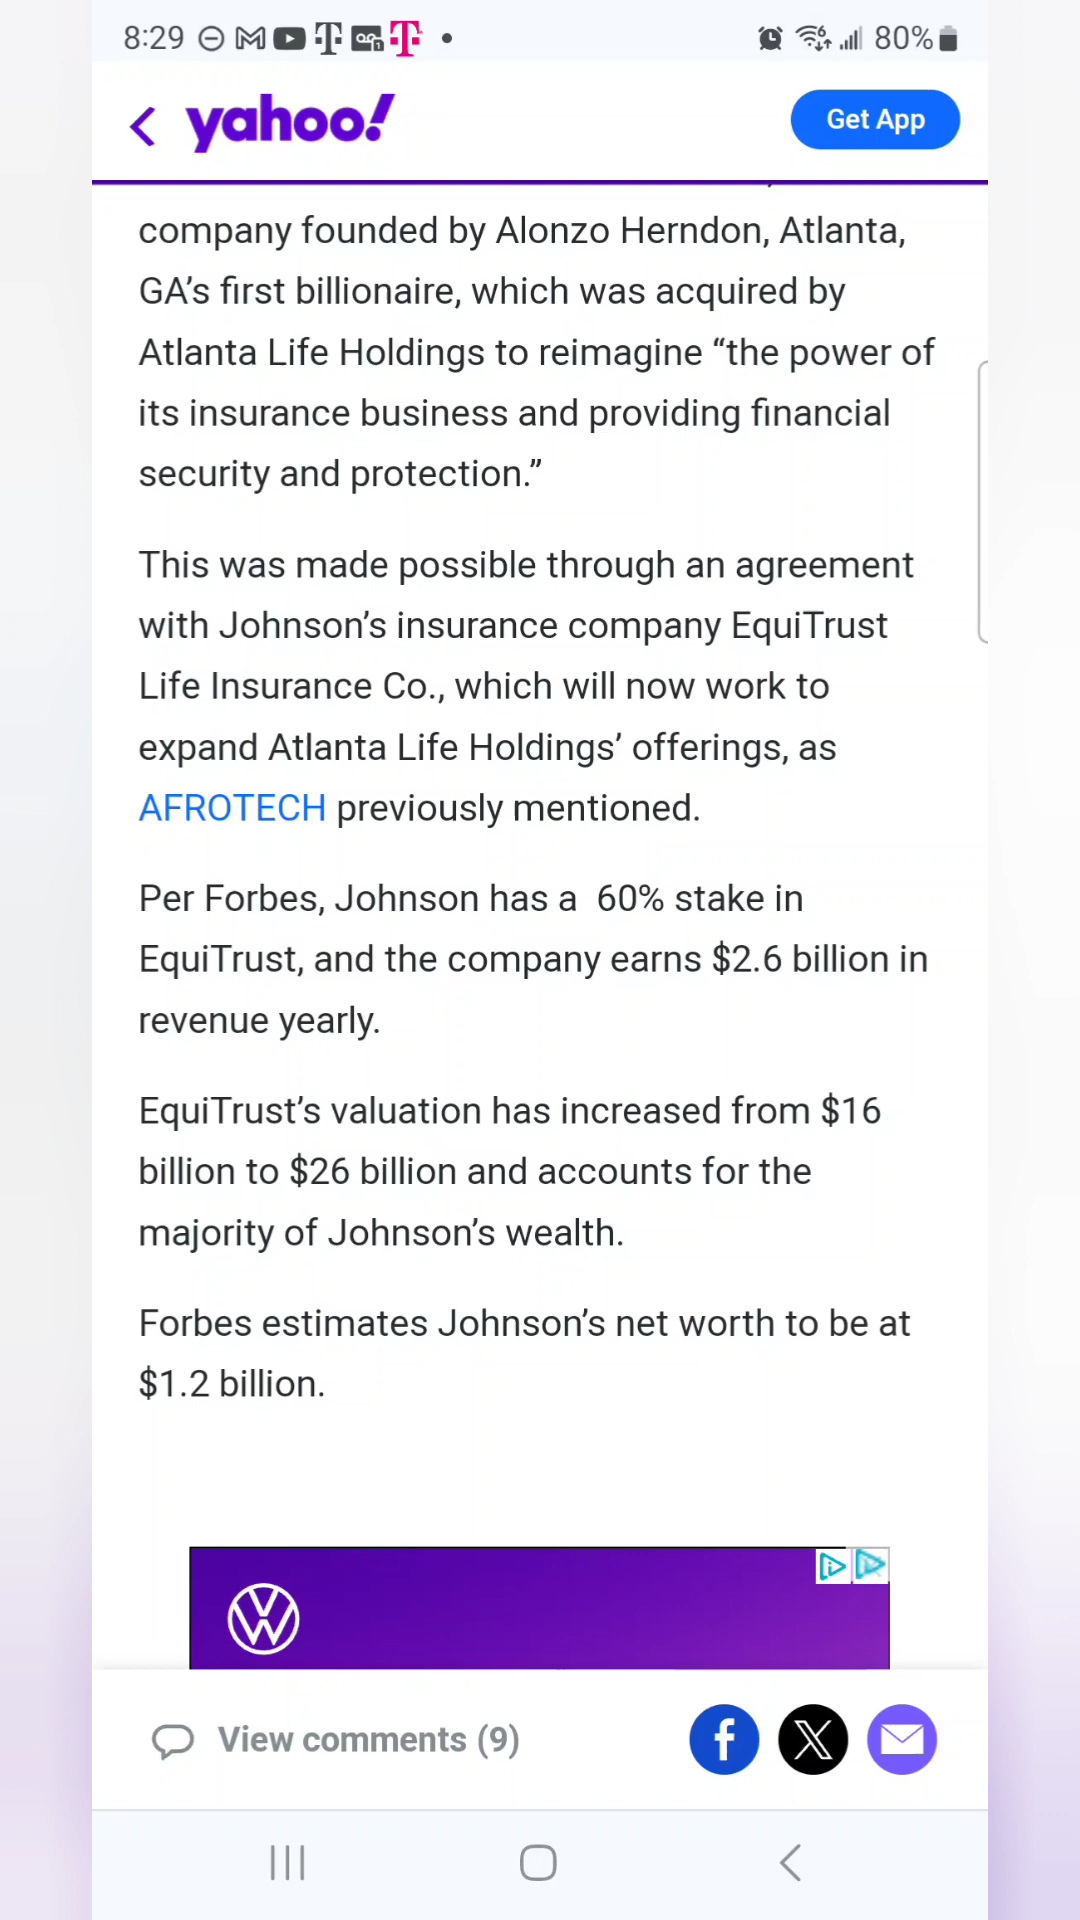 8:29
80%
yahoo!
Get App
company founded by Alonzo Herndon, Atlanta,
GA’s first billionaire, which was acquired by
Atlanta Life Holdings to reimagine “the power of
its insurance business and providing financial
security and protection.”
This was made possible through an agreement
with Johnson’s insurance company EquiTrust
Life Insurance Co., which will now work to
expand Atlanta Life Holdings’ offerings, as
AFROTECH previously mentioned.
Per Forbes, Johnson has a  60% stake in
EquiTrust, and the company earns $2.6 billion in
revenue yearly.
EquiTrust’s valuation has increased from $16
billion to $26 billion and accounts for the
majority of Johnson’s wealth.
Forbes estimates Johnson’s net worth to be at
$1.2 billion.
View comments (9)